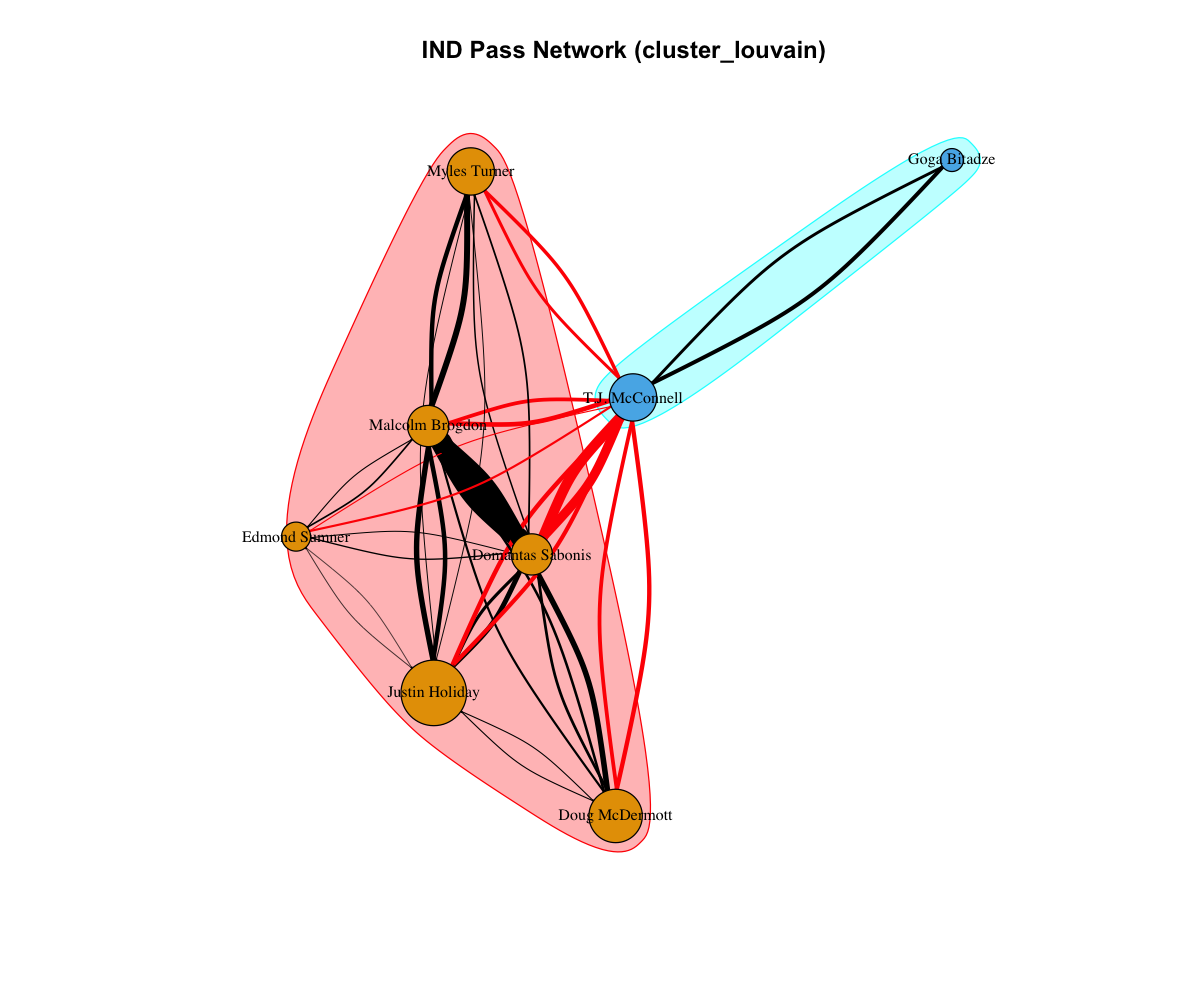 IND Pass Network (cluster_louvain)
Goga Bitadze
Myles Turner
T.J. McConnell
Malcolm Brogdon
Edmond Sumner
Domantas Sabonis
Justin Holiday
Doug McDermott